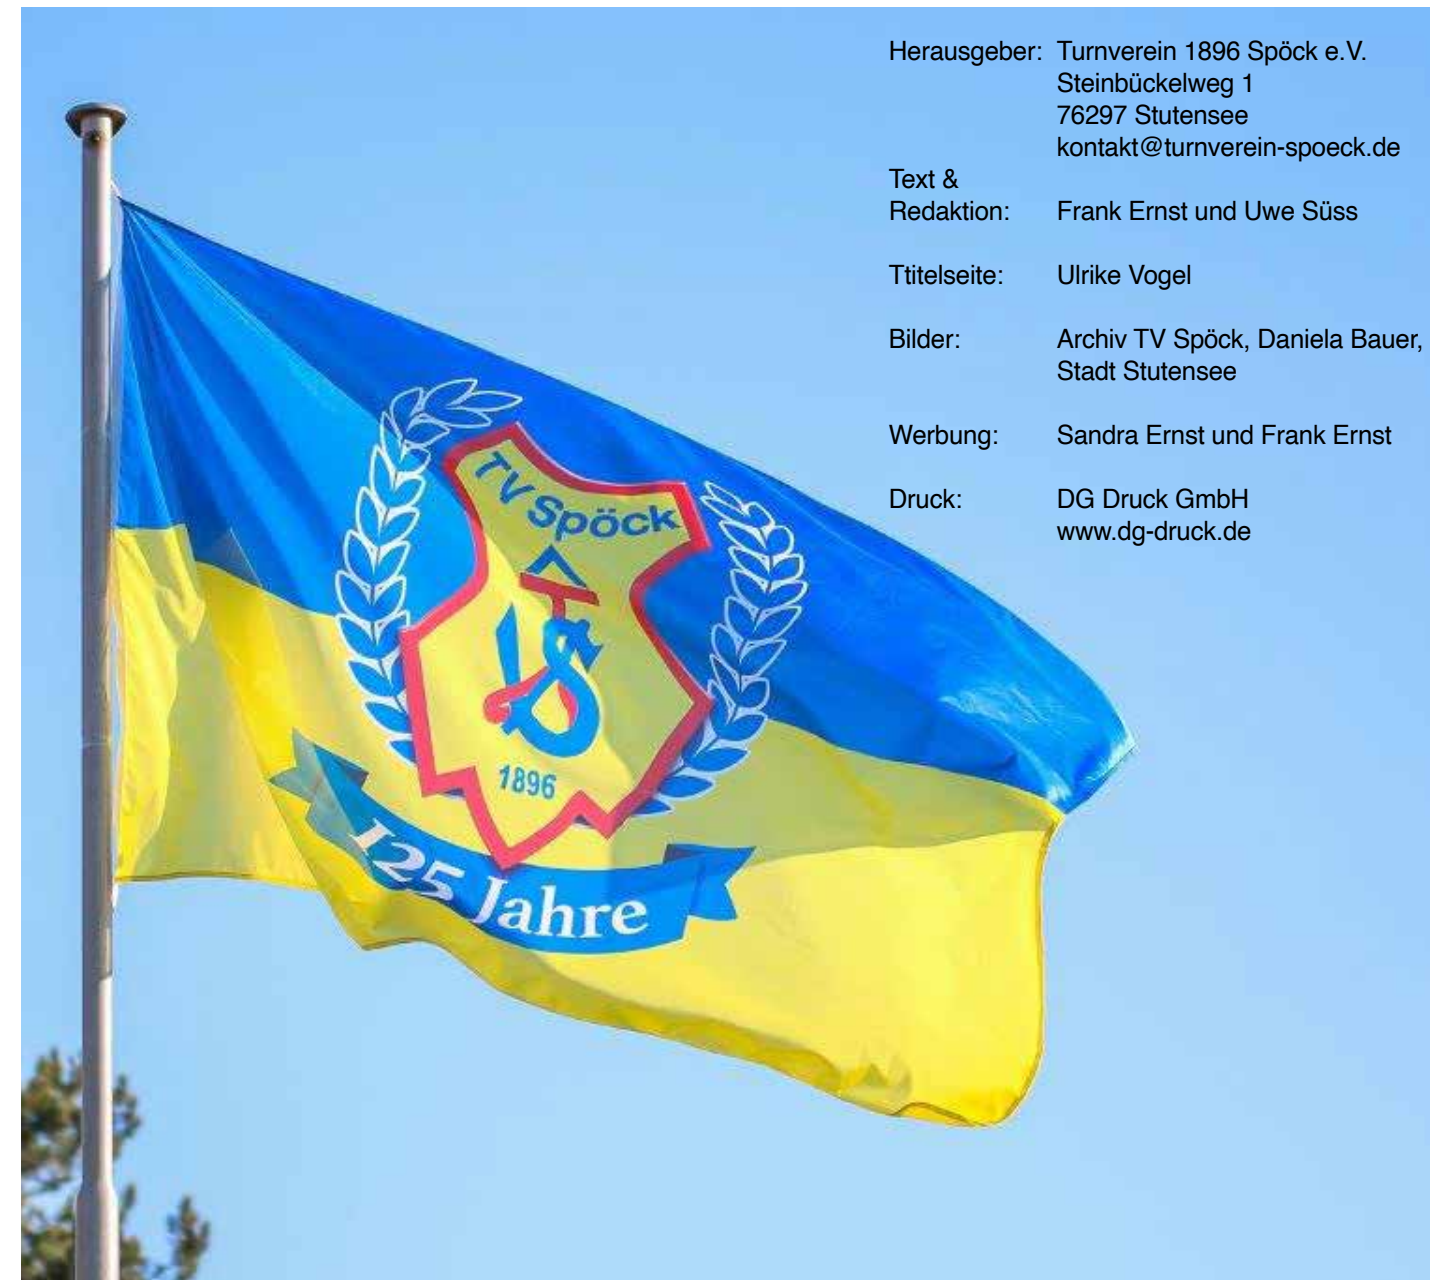 Herausgeber: Turnverein 1896 Spöck e.V.
Steinbückelweg 1
76297 Stutensee
kontakt@turnverein-spoeck.de
Text &
Redaktion: Frank Ernst und Uwe Süss
Ttitelseite: Ulrike Vogel
Bilder: Archiv TV Spöck, Daniela Bauer,
Stadt Stutensee
Werbung: Sandra Ernst und Frank Ernst
Druck: DG Druck GmbH
www.dg-druck.de
TV Spöck
1896
125 Jahre